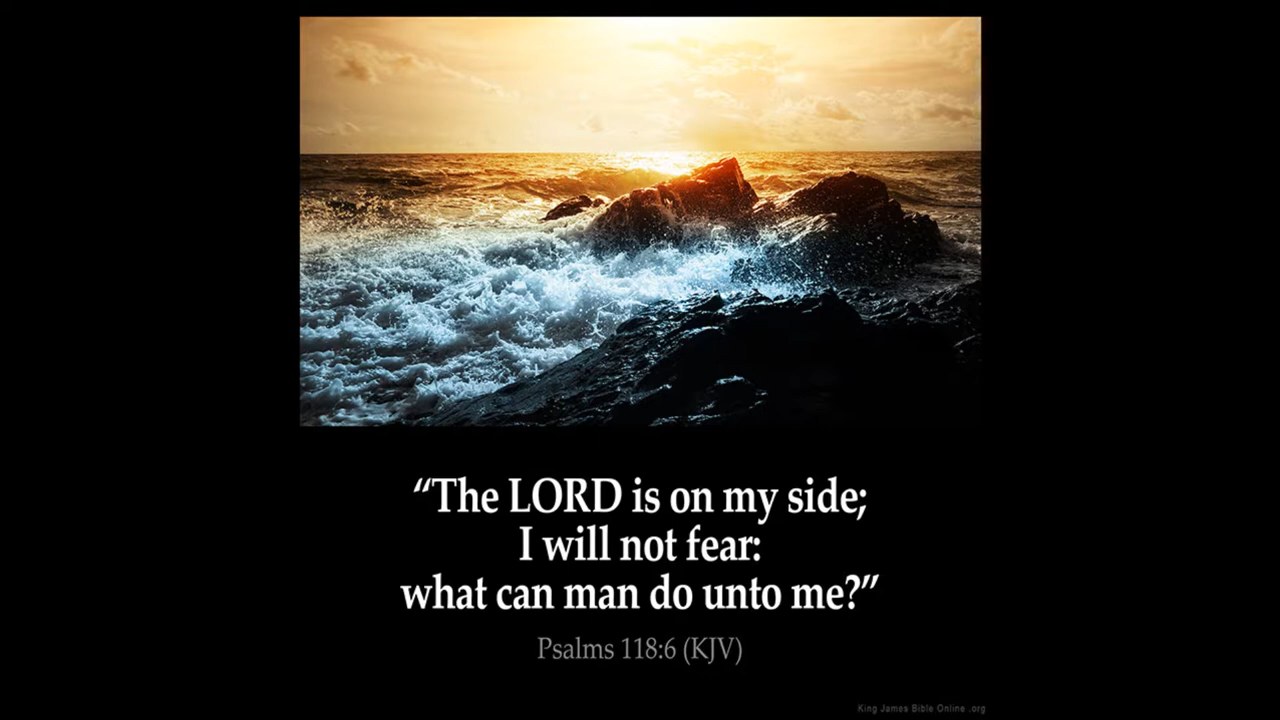 “The LORD is on my side;
I will not fear:
what can man do unto me?”
Psalms 118:6 (KJV)
King James Bible Online .org